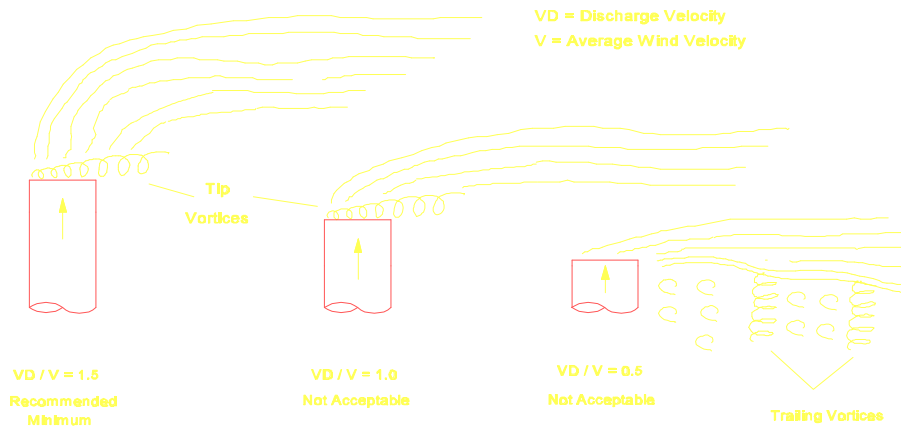 VD = Discharge Velocity
V = Average Wind Velocity
Tip
Vortices
VD / V = 1.5
Recommended
Minimum
VD / V = 1.0
Not Acceptable
VD / V = 0.5
Not Acceptable
Trailing Vortices